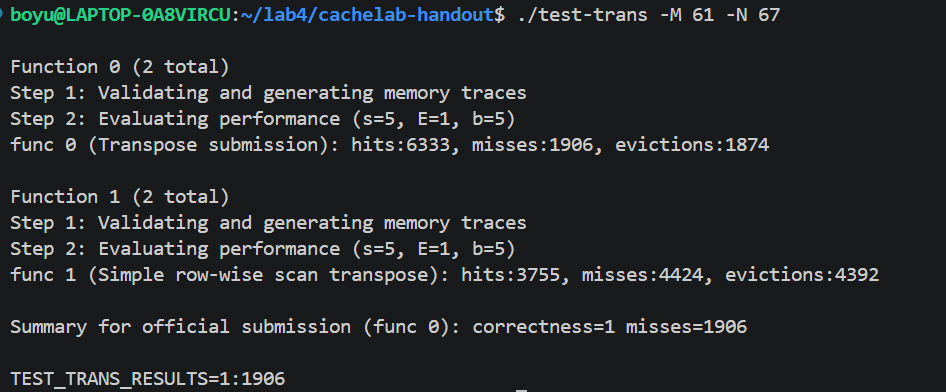 boyu@LAPTOP-0A8VIRCU:~/lab4/cachelab-handout$ ./test-trans -M 61 -N 67
Function 0 (2 total)
Step 1: Validating and generating memory traces
Step 2: Evaluating performance (s=5, E=1, b=5)
func 0 (Transpose submission): hits:6333, misses:1906, evictions:1874
Function 1 (2 total)
Step 1: Validating and generating memory traces
Step 2: Evaluating performance (s=5, E=1, b=5)
func 1 (Simple row-wise scan transpose): hits:3755, misses:4424, evictions:4392
Summary for official submission (func 0): correctness=1 misses=1906
TEST_TRANS_RESULTS=1:1906